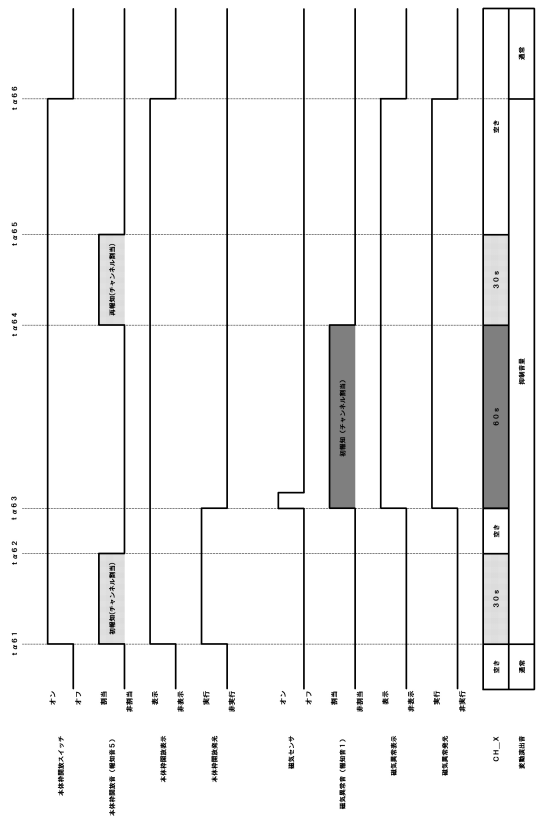 tα61 tα62 tα63 tα64 tα65 tα66
本体枠開放スイッチ
オン
オフ
本体枠開放音(報知音5)
割当
非割当
初報知(チャンネル割当)
再報知(チャンネル割当)
本体枠開放表示
表示
非表示
本体枠開放発光
実行
非実行
磁気センサ
オン
オフ
磁気異常音(報知音1)
割当
非割当
初報知(チャンネル割当)
磁気異常表示
表示
非表示
磁気異常発光
実行
非実行
CH_X
空き 30s 空き 60s 30s 空き
変動演出音
通常 抑制音量 通常